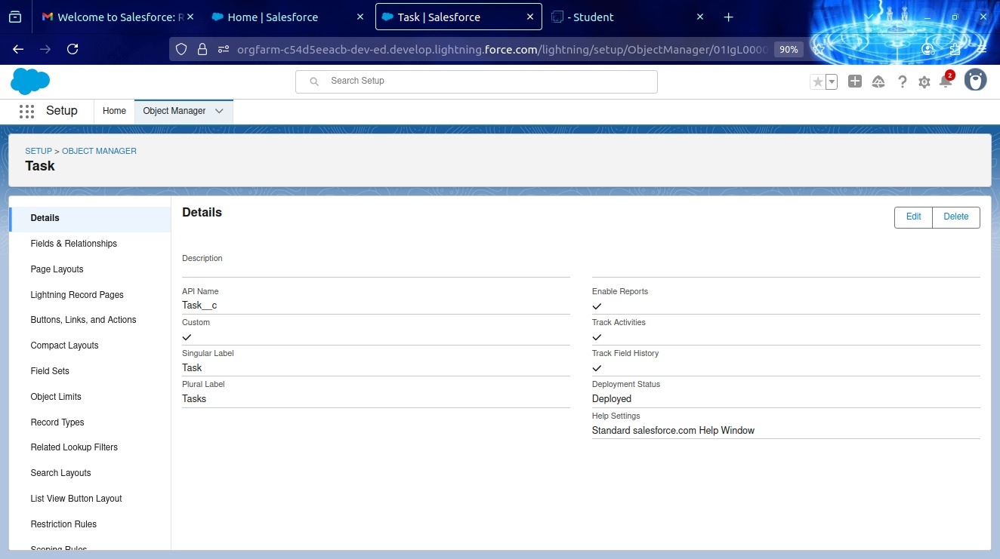 Welcome to Salesforce: R
Home | Salesforce
Task | Salesforce
- Student
orgfarm-c54d5eeacb-dev-ed.develop.lightning.force.com/lightning/setup/ObjectManager/01IgL0000
90%
Search Setup
2
Setup
Home
Object Manager
SETUP > OBJECT MANAGER
Task
Details
Fields & Relationships
Page Layouts
Lightning Record Pages
Buttons, Links, and Actions
Compact Layouts
Field Sets
Object Limits
Record Types
Related Lookup Filters
Search Layouts
List View Button Layout
Restriction Rules
Scoping Rules
Details
Edit
Delete
Description
API Name
Task__c
Custom
Singular Label
Task
Plural Label
Tasks
Enable Reports
Track Activities
Track Field History
Deployment Status
Deployed
Help Settings
Standard salesforce.com Help Window